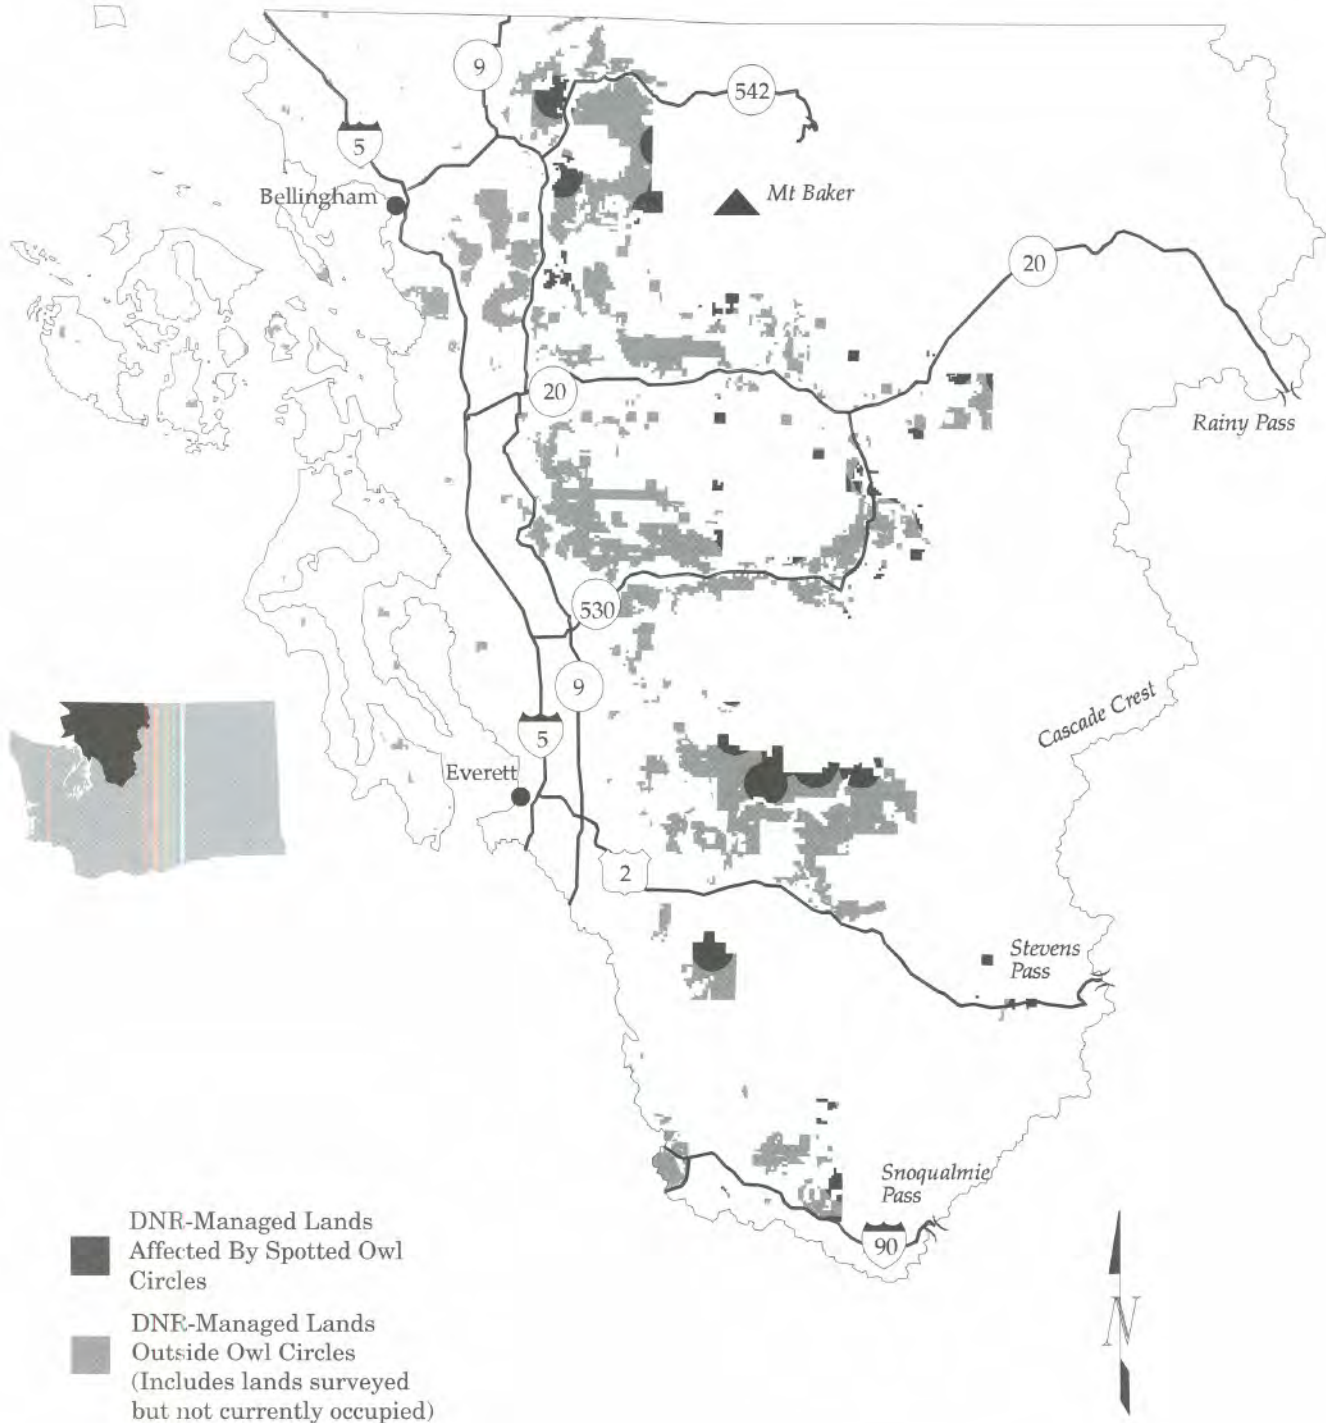 9
542
5
Bellingham
Mt Baker
20
20
Rainy Pass
530
9
Cascade Crest
5
Everett
2
Stevens
Pass
Snoqualmie
Pass
90
DNR-Managed Lands
Affected By Spotted Owl
Circles
DNR-Managed Lands
Outside Owl Circles
(Includes lands surveyed
but not currently occupied)
N